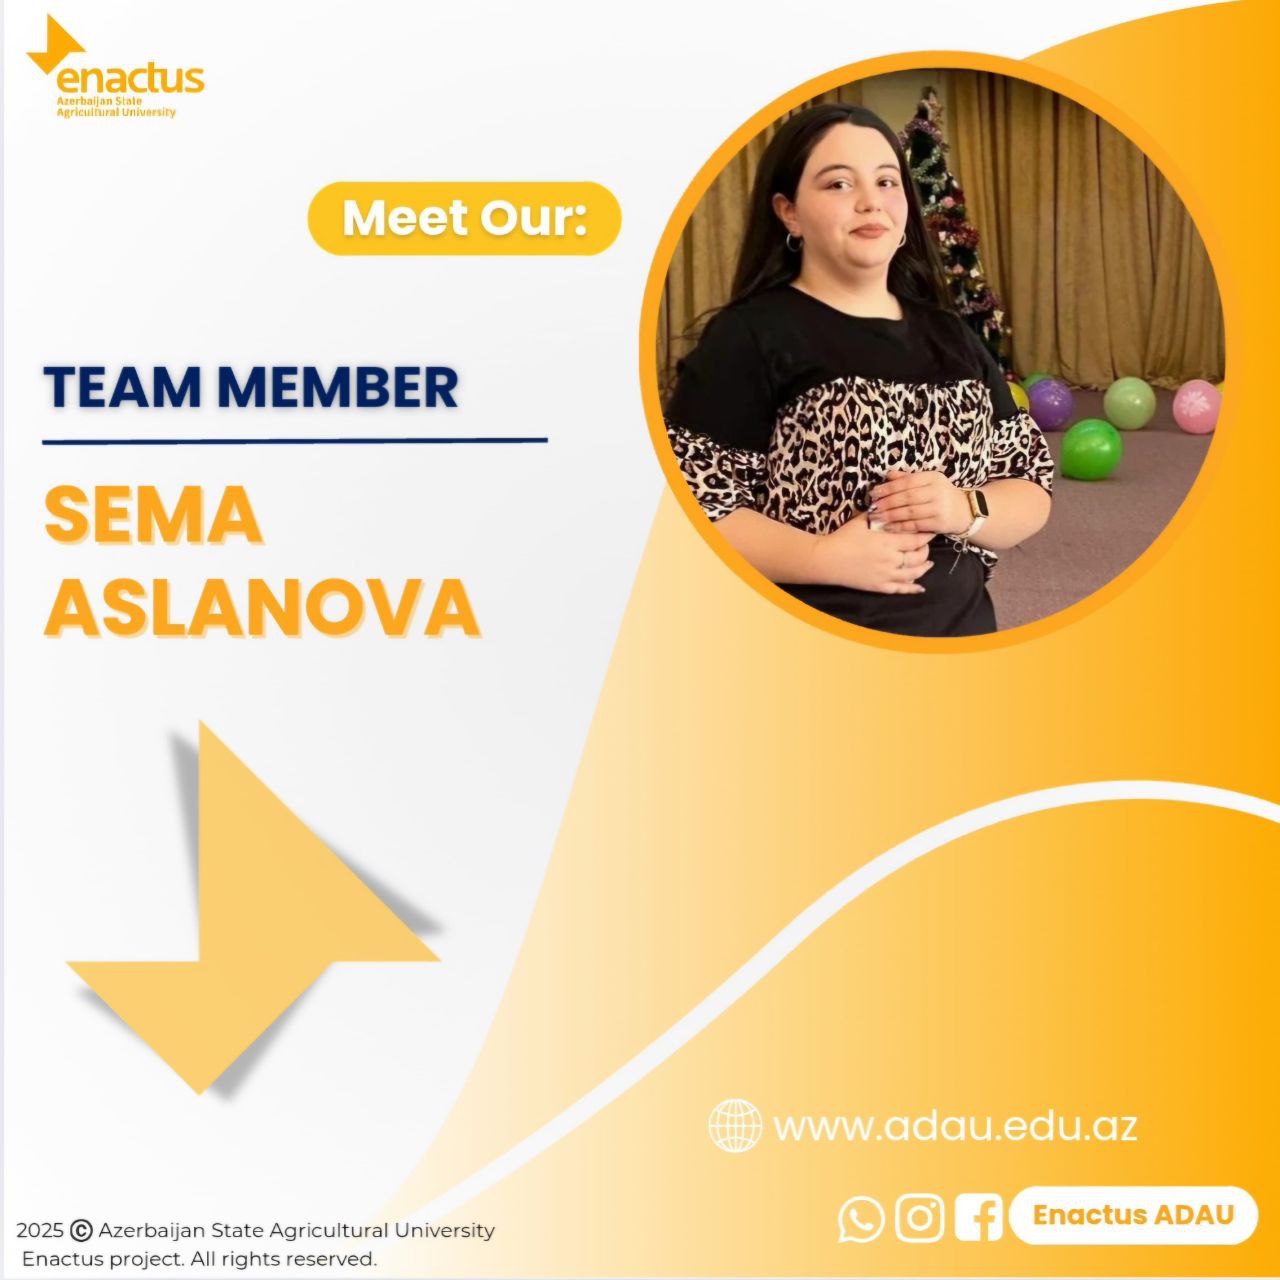 enactus
Azerbaijan State
Agricultural University
Meet Our:
TEAM MEMBER
SEMA
ASLANOVA
www.adau.edu.az
Enactus ADAU
2025 © Azerbaijan State Agricultural University
Enactus project. All rights reserved.